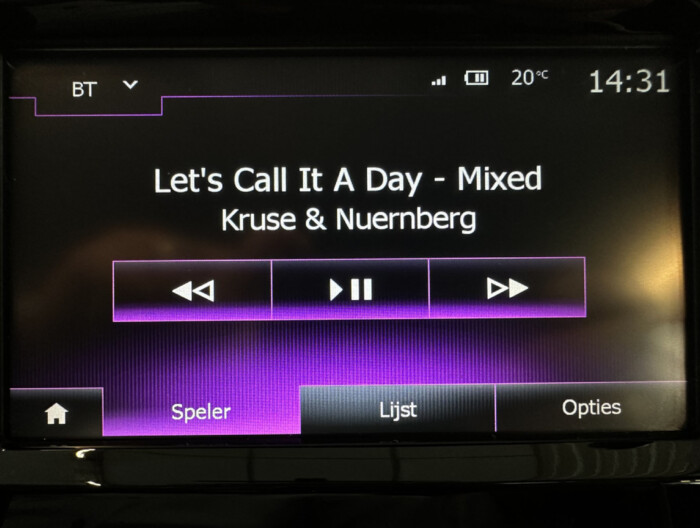 BT
20°C
14:31
Let's Call It A Day - Mixed
Kruse & Nuernberg
Speler
Lijst
Opties